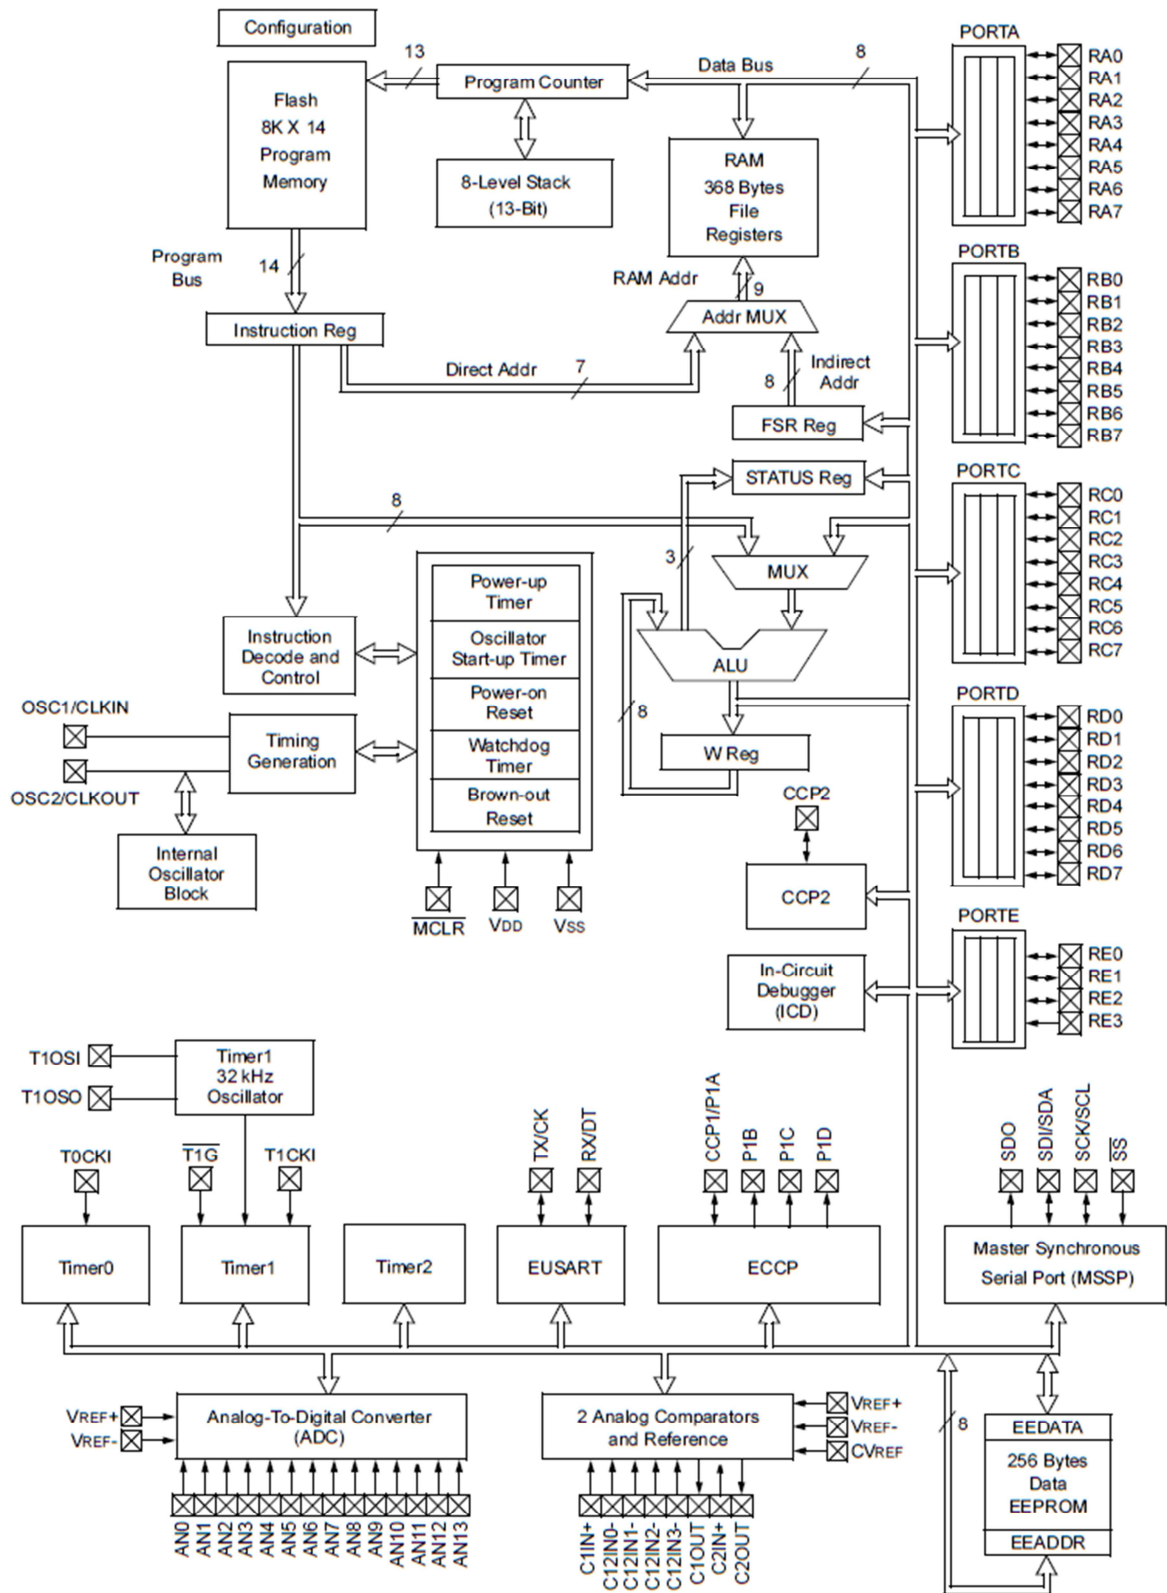 Configuration
Flash
8K X 14
Program
Memory
13
Program Counter
Data Bus
8
8-Level Stack
(13-Bit)
RAM
368 Bytes
File
Registers
Program
Bus
14
RAM Addr
9
Instruction Reg
Addr MUX
Direct Addr
7
8
Indirect
Addr
FSR Reg
STATUS Reg
8
3
MUX
ALU
8
W Reg
Power-up
Timer
Oscillator
Start-up Timer
Power-on
Reset
Watchdog
Timer
Brown-out
Reset
Instruction
Decode and
Control
OSC1/CLKIN
Timing
Generation
OSC2/CLKOUT
Internal
Oscillator
Block
MCLR
VDD
VSS
CCP2
CCP2
In-Circuit
Debugger
(ICD)
PORTA
RA0
RA1
RA2
RA3
RA4
RA5
RA6
RA7
PORTB
RB0
RB1
RB2
RB3
RB4
RB5
RB6
RB7
PORTC
RC0
RC1
RC2
RC3
RC4
RC5
RC6
RC7
PORTD
RD0
RD1
RD2
RD3
RD4
RD5
RD6
RD7
PORTE
RE0
RE1
RE2
RE3
T1OSI
T1OSO
Timer1
32 kHz
Oscillator
T0CKI
T1G
T1CKI
TX/CK
RX/DT
CCP1/P1A
P1B
P1C
P1D
SDO
SDI/SDA
SCK/SCL
SS
Timer0
Timer1
Timer2
EUSART
ECCP
Master Synchronous
Serial Port (MSSP)
VREF+
VREF-
Analog-To-Digital Converter
(ADC)
AN0
AN1
AN2
AN3
AN4
AN5
AN6
AN7
AN8
AN9
AN10
AN11
AN12
AN13
2 Analog Comparators
and Reference
VREF+
VREF-
CVREF
C1IN+
C12IN0-
C12IN1-
C12IN2-
C12IN3-
C1OUT
C2IN+
C2OUT
8
EEDATA
256 Bytes
Data
EEPROM
EEADDR